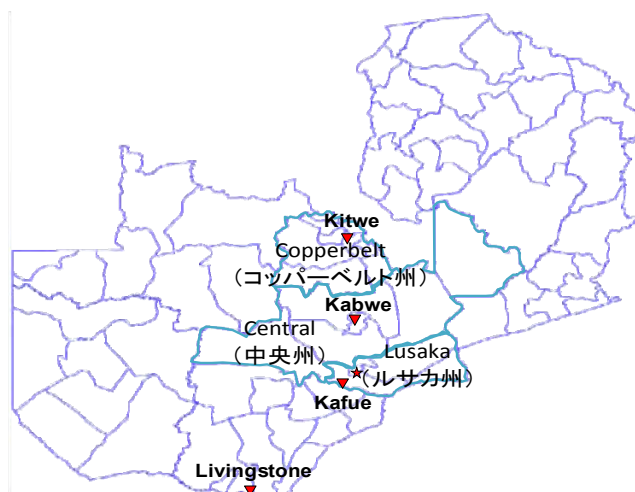 Kitwe
Copperbelt
（コッパーベルト州）
Kabwe
Central
（中央州）
Lusaka
（ルサカ州）
Kafue
Livingstone